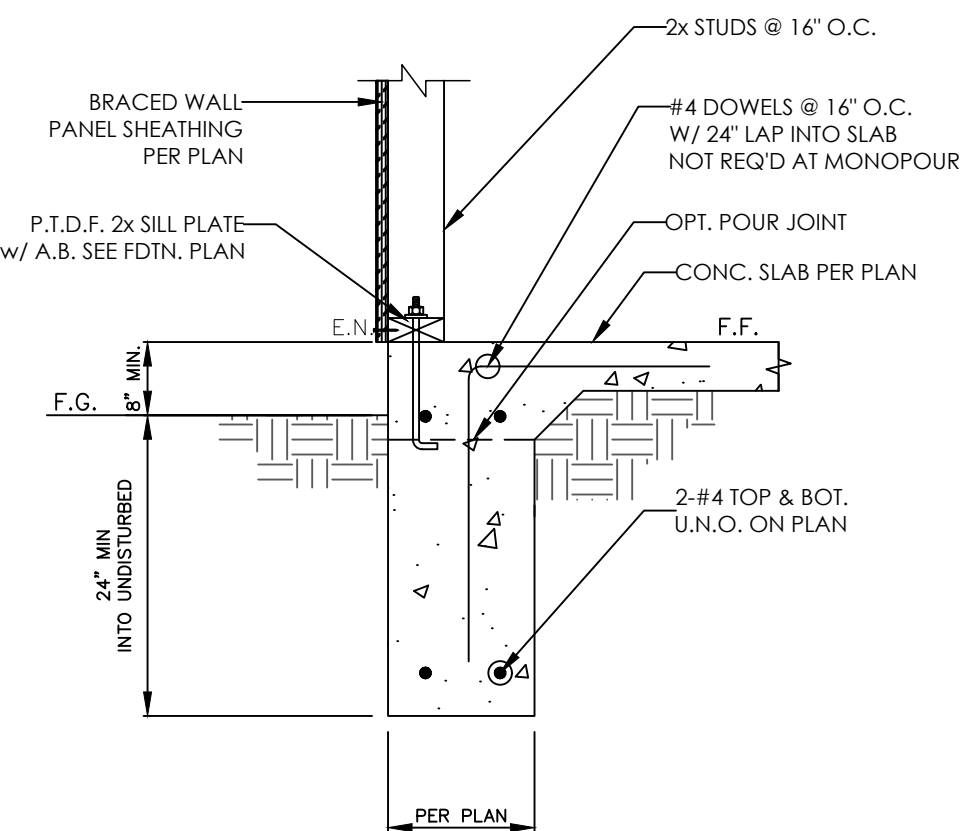 2x STUDS @ 16" O.C.
BRACED WALL
PANEL SHEATHING
PER PLAN
#4 DOWELS @ 16" O.C.
W/ 24" LAP INTO SLAB
NOT REQ'D AT MONOPOUR
P.T.D.F. 2x SILL PLATE
w/ A.B. SEE FDTN. PLAN
OPT. POUR JOINT
CONC. SLAB PER PLAN
E.N.
F.F.
8" MIN.
F.G.
24" MIN
INTO UNDISTURBED
2-#4 TOP & BOT.
U.N.O. ON PLAN
PER PLAN